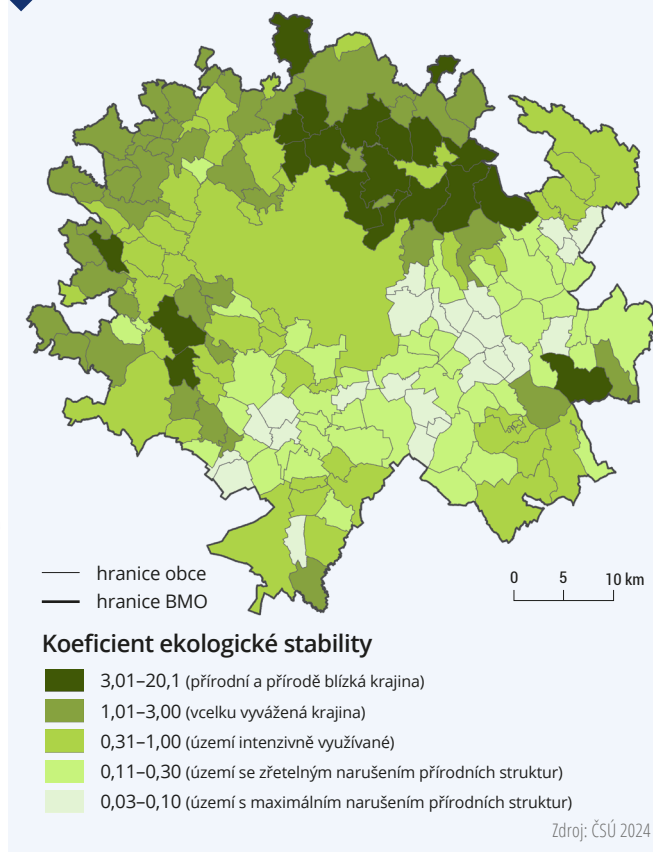 hranice obce
hranice BMO
0 5 10 km
Koeficient ekologické stability
3,01–20,1 (přírodní a přírodě blízká krajina)
1,01–3,00 (vcelku vyvážená krajina)
0,31–1,00 (území intenzivně využívané)
0,11–0,30 (území se zřetelným narušením přírodních struktur)
0,03–0,10 (území s maximálním narušením přírodních struktur)
Zdroj: ČSÚ 2024